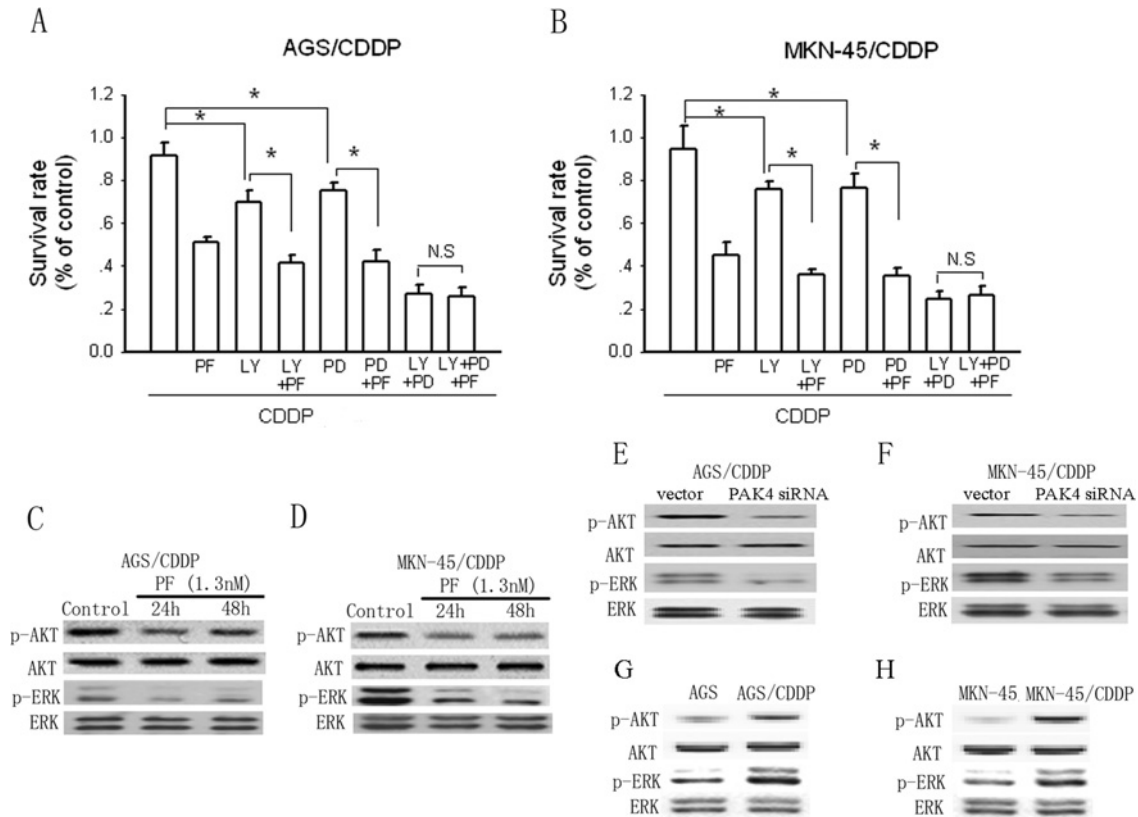 A
AGS/CDDP
Survival rate
(% of control)
1.2
1.0
.8
.6
.4
.2
0.0
*
*
*
*
N.S
PF
LY
LY
+PF
PD
PD
+PF
LY
+PD
LY+PD
+PF
CDDP
B
MKN-45/CDDP
Survival rate
(% of control)
1.2
1.0
.8
.6
.4
.2
0.0
*
*
*
*
N.S
PF
LY
LY
+PF
PD
PD
+PF
LY
+PD
LY+PD
+PF
CDDP
C
AGS/CDDP
PF (1.3nM)
Control 24h 48h
p-AKT
AKT
p-ERK
ERK
D
MKN-45/CDDP
PF (1.3nM)
Control 24h 48h
p-AKT
AKT
p-ERK
ERK
E
AGS/CDDP
vector PAK4 siRNA
p-AKT
AKT
p-ERK
ERK
F
MKN-45/CDDP
vector PAK4 siRNA
p-AKT
AKT
p-ERK
ERK
G
AGS AGS/CDDP
p-AKT
AKT
p-ERK
ERK
H
MKN-45 MKN-45/CDDP
p-AKT
AKT
p-ERK
ERK